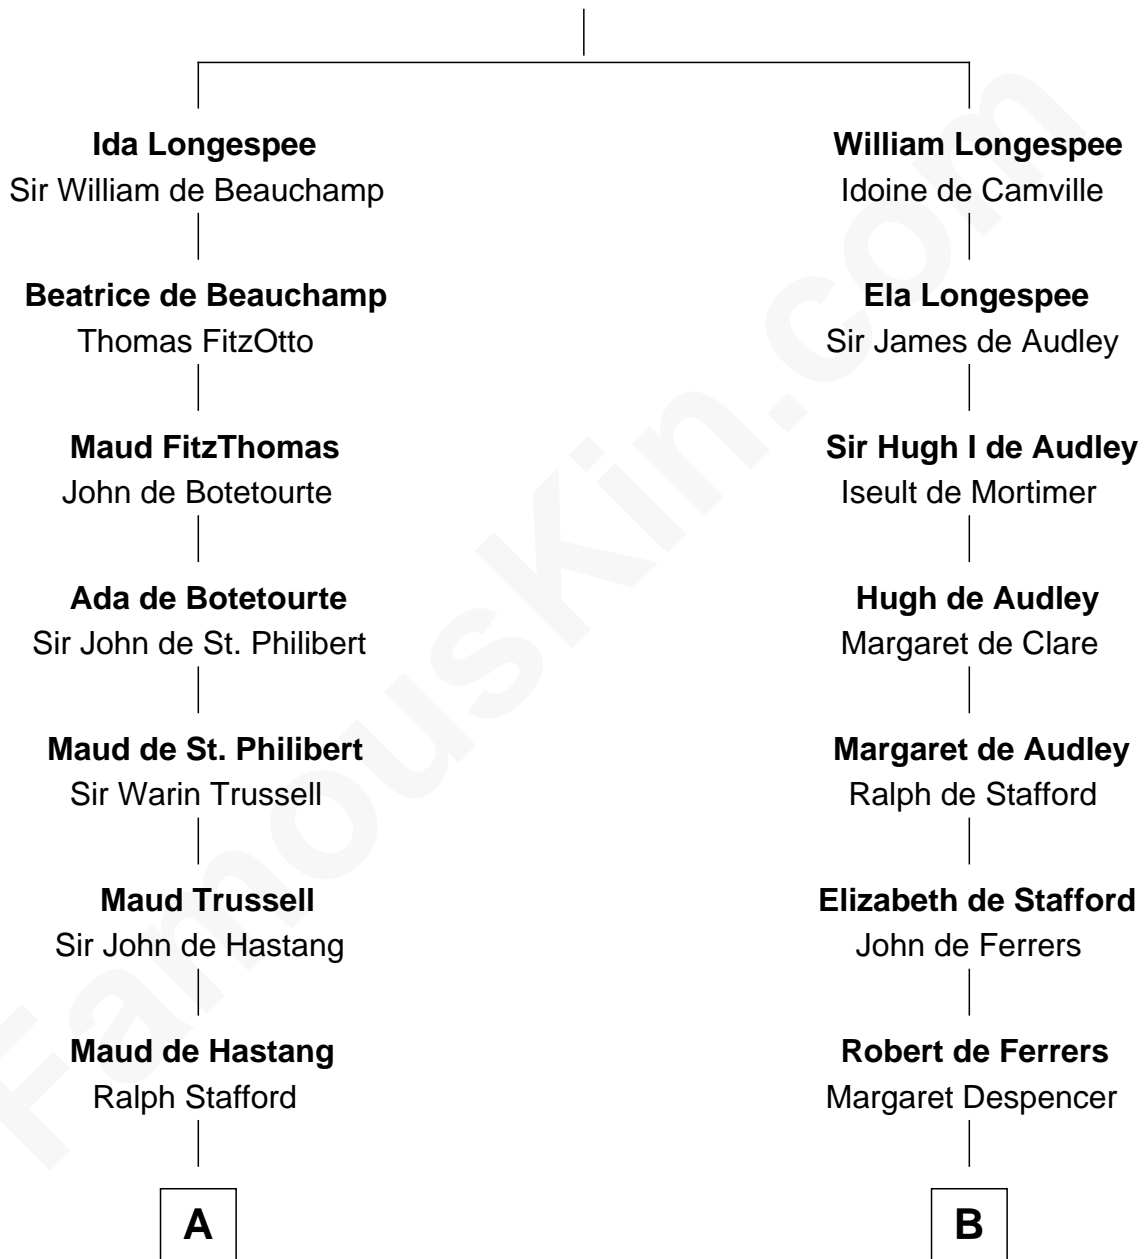 Ida Longespee
Sir William de Beauchamp
Beatrice de Beauchamp
Thomas FitzOtto
Maud FitzThomas
John de Botetourte
Ada de Botetourte
Sir John de St. Philibert
Maud de St. Philibert
Sir Warin Trussell
Maud Trussell
Sir John de Hastang
Maud de Hastang
Ralph Stafford
A
William Longespee
Idoine de Camville
Ela Longespee
Sir James de Audley
Sir Hugh I de Audley
Iseult de Mortimer
Hugh de Audley
Margaret de Clare
Margaret de Audley
Ralph de Stafford
Elizabeth de Stafford
John de Ferrers
Robert de Ferrers
Margaret Despencer
B
FamousKin.com